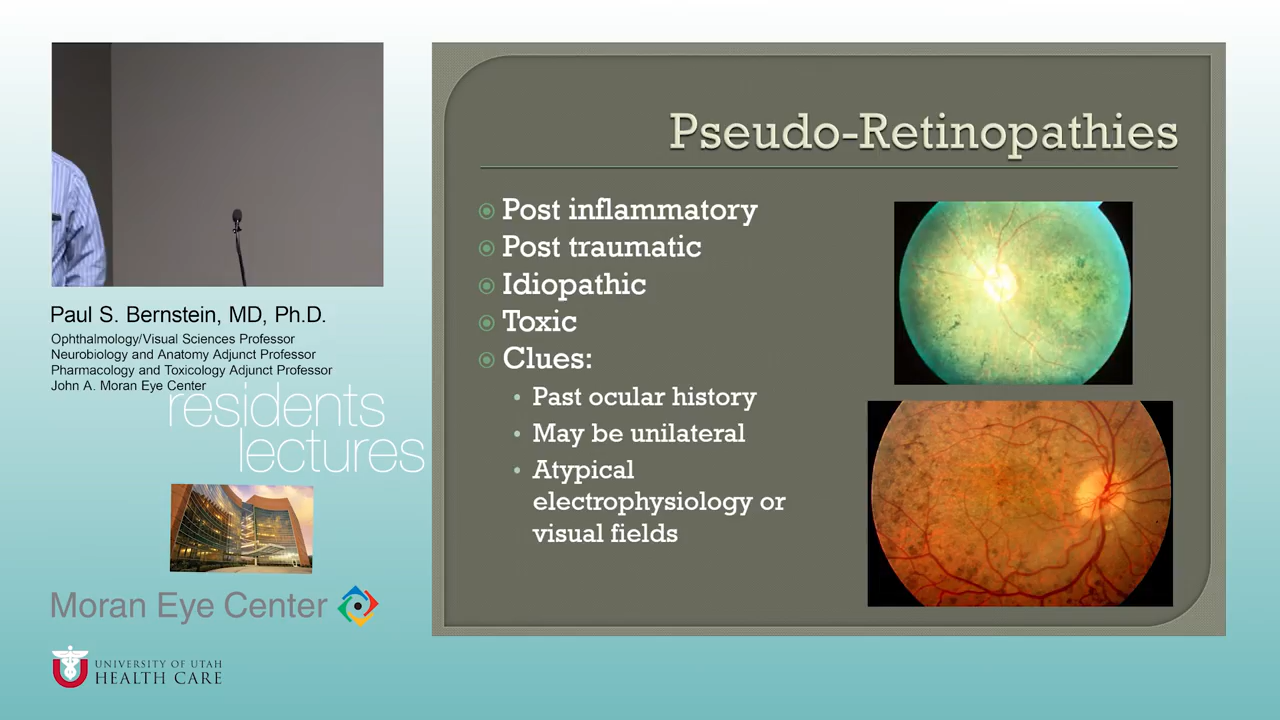 Paul S. Bernstein, MD, Ph.D.
Ophthalmology/Visual Sciences Professor
Neurobiology and Anatomy Adjunct Professor
Pharmacology and Toxicology Adjunct Professor
John A. Moran Eye Center
residents
lectures
Moran Eye Center
U
UNIVERSITY OF UTAH
HEALTH CARE
Pseudo-Retinopathies
Post inflammatory
Post traumatic
Idiopathic
Toxic
Clues:
Past ocular history
May be unilateral
Atypical
electrophysiology or
visual fields